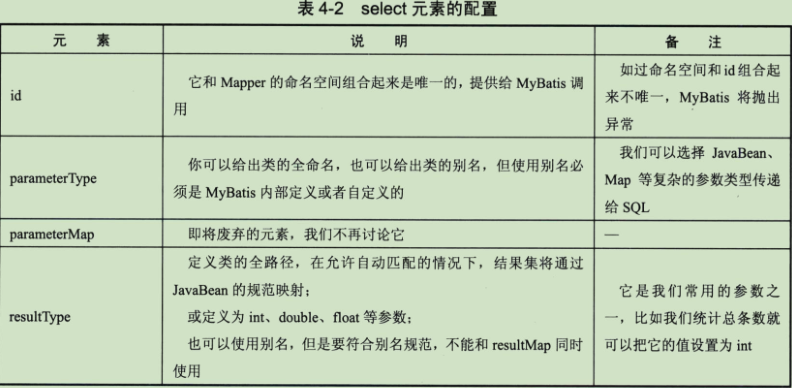 表 4-2 select 元素的配置
元 素 说 明 备 注
id
它和 Mapper 的命名空间组合起来是唯一的，提供给 MyBatis 调
用
如过命名空间和 id 组合起
来不唯一，MyBatis 将抛出
异常
parameterType
你可以给出类的全命名，也可以给出类的别名，但使用别名必
须是 MyBatis 内部定义或者自定义的
我们可以选择 JavaBean、
Map 等复杂的参数类型传递
给 SQL
parameterMap
即将废弃的元素，我们不再讨论它
—
resultType
定义类的全路径，在允许自动匹配的情况下，结果集将通过
JavaBean 的规范映射；
或定义为 int、double、float 等参数；
也可以使用别名，但是要符合别名规范，不能和 resultMap 同时
使用
它是我们常用的参数之
一，比如我们统计总条数就
可以把它的值设置为 int